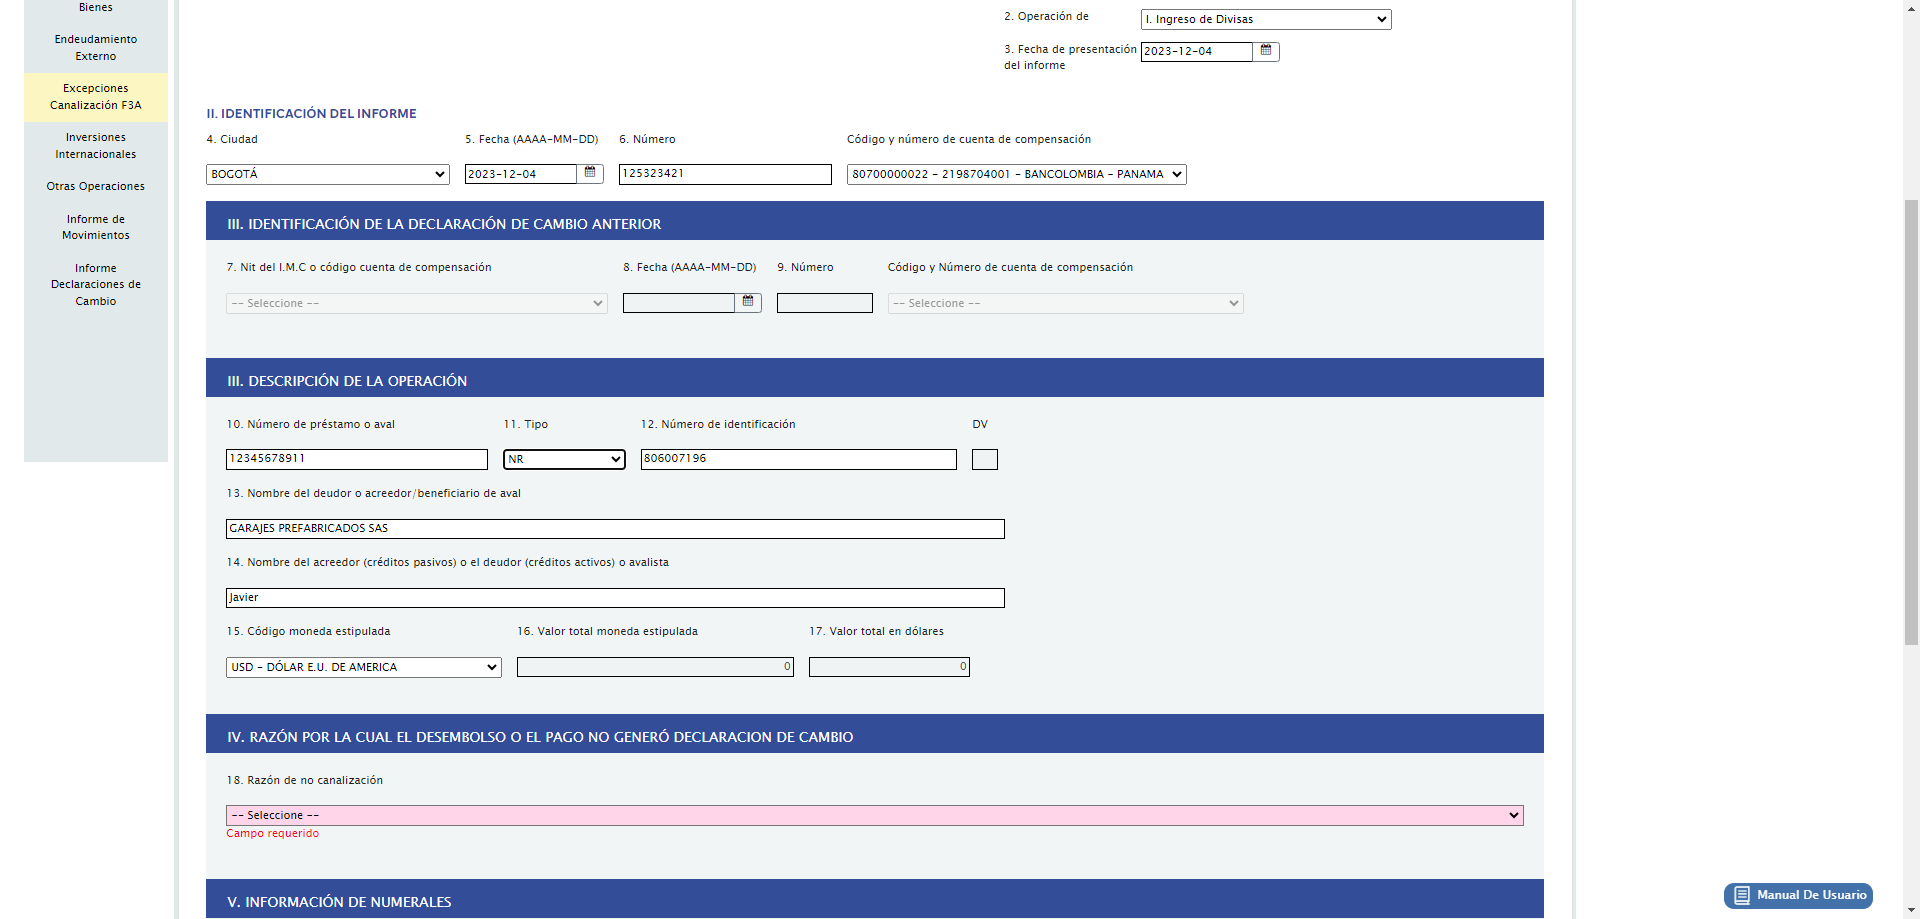 Bienes
Endeudamiento
Externo
Excepciones
Canalización F3A
Inversiones
Internacionales
Otras Operaciones
Informe de
Movimientos
Informe
Declaraciones de
Cambio
2. Operación de
I. Ingreso de Divisas
3. Fecha de presentación
del informe
2023-12-04
II. IDENTIFICACIÓN DEL INFORME
4. Ciudad
5. Fecha (AAAA-MM-DD)
6. Número
Código y número de cuenta de compensación
BOGOTÁ
2023-12-04
125323421
80700000022 - 2198704001 - BANCOLOMBIA - PANAMA
III. IDENTIFICACIÓN DE LA DECLARACIÓN DE CAMBIO ANTERIOR
7. Nit del I.M.C o código cuenta de compensación
8. Fecha (AAAA-MM-DD)
9. Número
Código y Número de cuenta de compensación
-- Seleccione --
-- Seleccione --
III. DESCRIPCIÓN DE LA OPERACIÓN
10. Número de préstamo o aval
11. Tipo
12. Número de identificación
DV
12345678911
NR
806007196
13. Nombre del deudor o acreedor/beneficiario de aval
GARAJES PREFABRICADOS SAS
14. Nombre del acreedor (créditos pasivos) o el deudor (créditos activos) o avalista
Javier
15. Código moneda estipulada
16. Valor total moneda estipulada
17. Valor total en dólares
USD - DÓLAR E.U. DE AMERICA
0
0
IV. RAZÓN POR LA CUAL EL DESEMBOLSO O EL PAGO NO GENERÓ DECLARACION DE CAMBIO
18. Razón de no canalización
-- Seleccione --
Campo requerido
V. INFORMACIÓN DE NUMERALES
Manual De Usuario